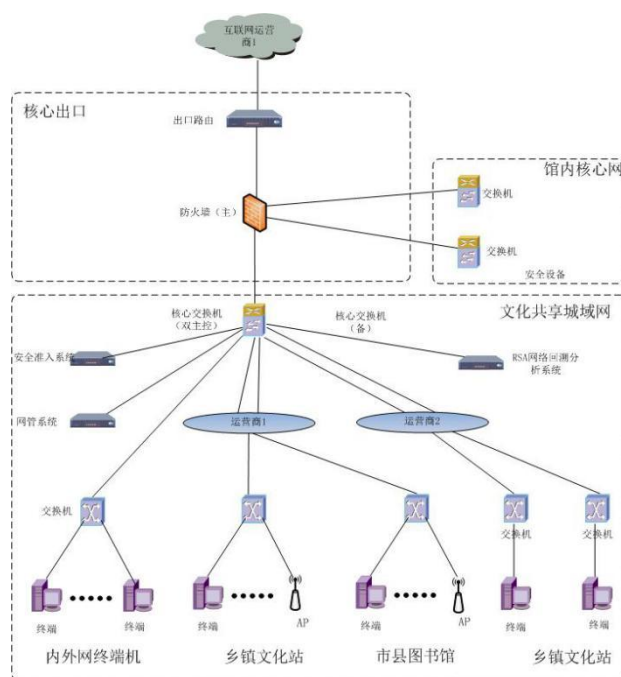 互联网运营
商1
核心出口
出口路由
馆内核心网
交换机
防火墙（主）
交换机
安全设备
核心交换机
（双主控）
核心交换机
（备）
文化共享城域网
安全准入系统
RSA网络回溯分
析系统
网管系统
运营商1
运营商2
交换机
交换机
交换机
终端
终端
终端
AP
终端
AP
终端
终端
内外网终端机
乡镇文化站
市县图书馆
乡镇文化站